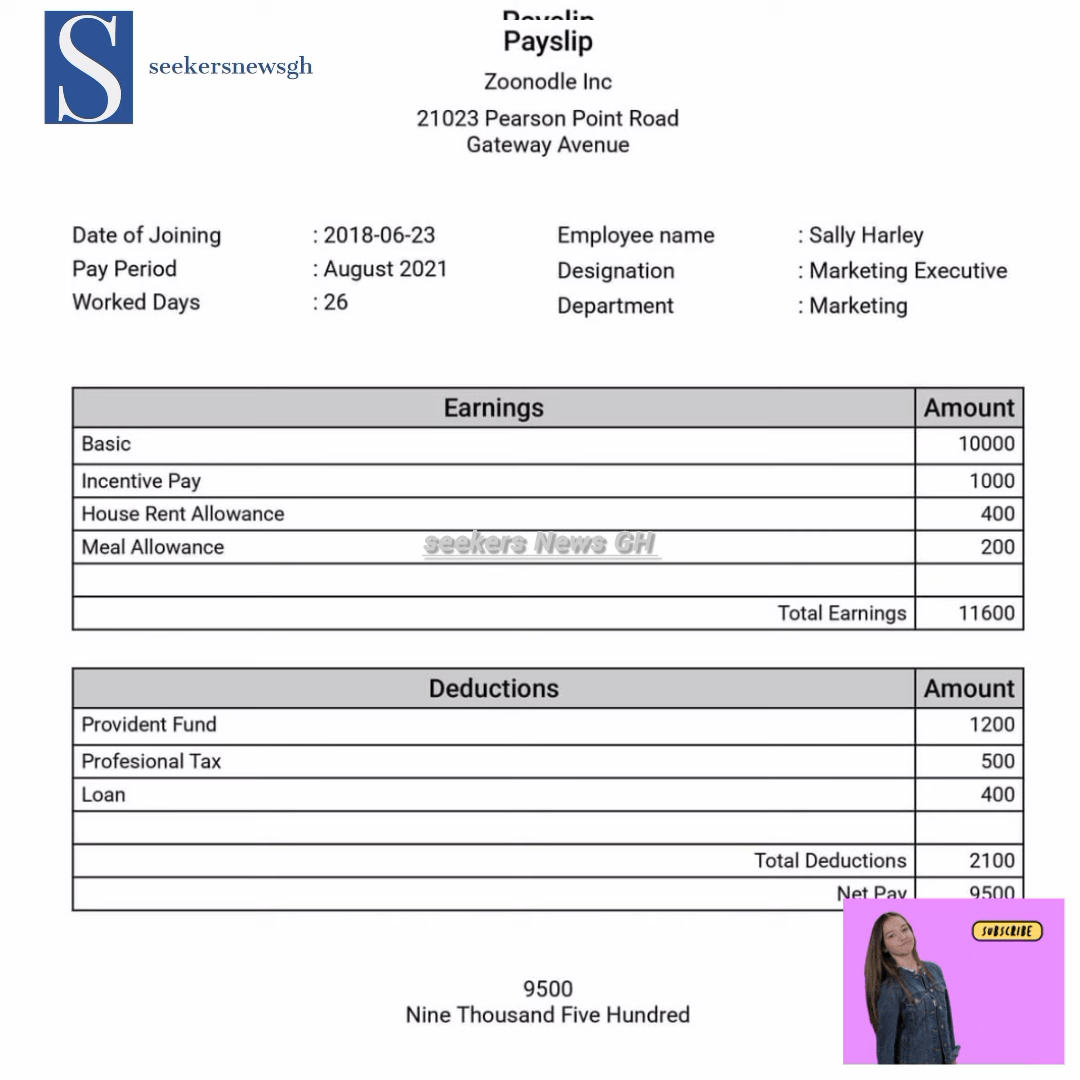 Payslip
S
seekersnewsgh
Payslip
Zoonodle Inc
21023 Pearson Point Road
Gateway Avenue
Date of Joining : 2018-06-23 Employee name : Sally Harley
Pay Period : August 2021 Designation : Marketing Executive
Worked Days : 26 Department : Marketing
Earnings Amount
Basic 10000
Incentive Pay 1000
House Rent Allowance 400
Meal Allowance 200
seekers News GH
Total Earnings 11600
Deductions Amount
Provident Fund 1200
Profesional Tax 500
Loan 400
Total Deductions 2100
Net Pay 9500
SUBSCRIBE
9500
Nine Thousand Five Hundred